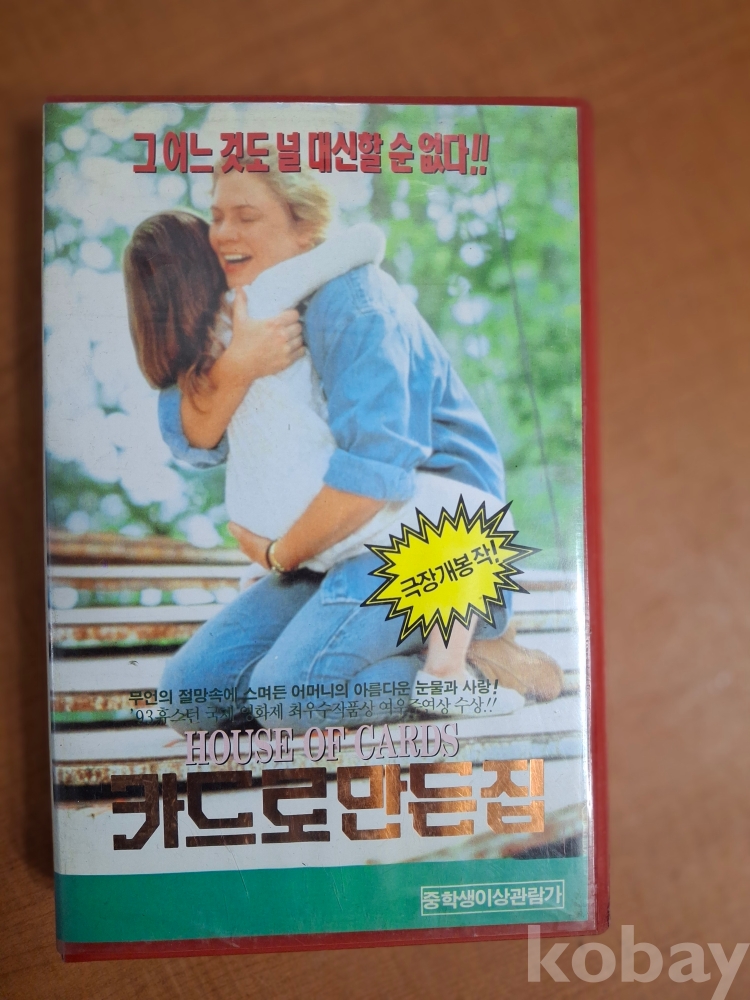 그 어느 것도 널 대신할 순 없다!!
극장개봉작!
무언의 절망속에 스며든 어머니의 아름다운 눈물과 사랑!
'93휴스턴 국제 영화제 최우수작품상 여우주연상 수상!!
HOUSE OF CARDS
카드로만든집
중학생이상관람가
kobay